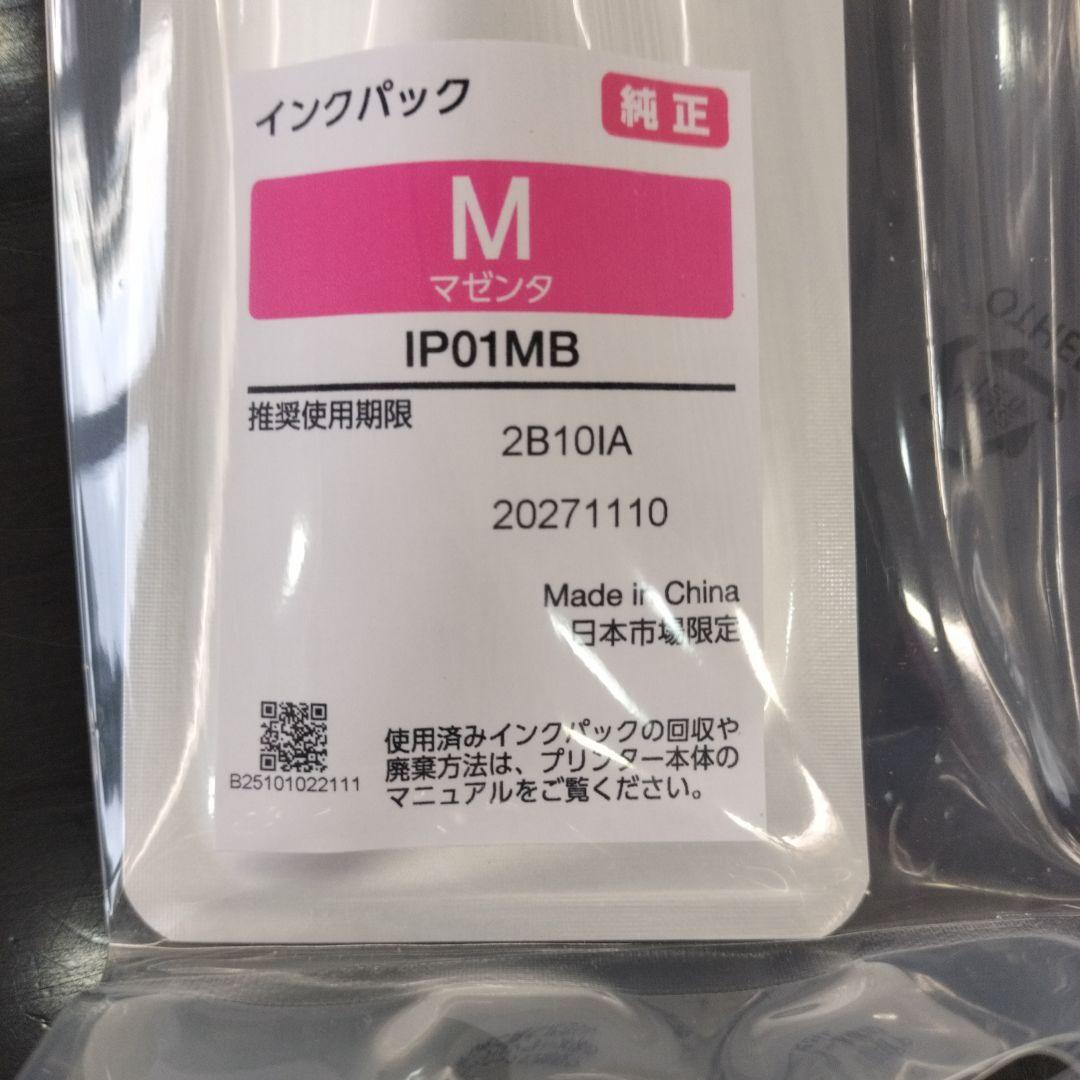 インクパック
純正
M
マゼンタ
IP01MB
推奨使用期限
2B10IA
20271110
Made in China
日本市場限定
B25101022111
使用済みインクパックの回収や
廃棄方法は、プリンター本体の
マニュアルをご覧ください。